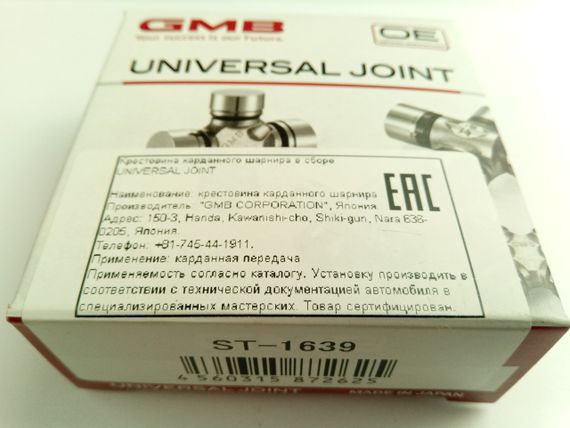 GMB
Your success is our Future.
OE
UNIVERSAL JOINT
Крестовина карданного шарнира в сборе
UNIVERSAL JOINT
Наименование: крестовина карданного шарнира
Производитель: "GMB CORPORATION", Япония.
Адрес: 150-3, Handa, Kawanishi-cho, Shiki-gun, Nara 636-
0205, Япония.
Телефон: +81-745-44-1911.
Применение: карданная передача
Применяемость согласно каталогу. Установку производить в
соответствии с технической документацией автомобиля в
специализированных мастерских. Товар сертифицирован.
EAC
ST-1639
4 560315 872625
UNIVERSAL JOINT
MADE IN JAPAN